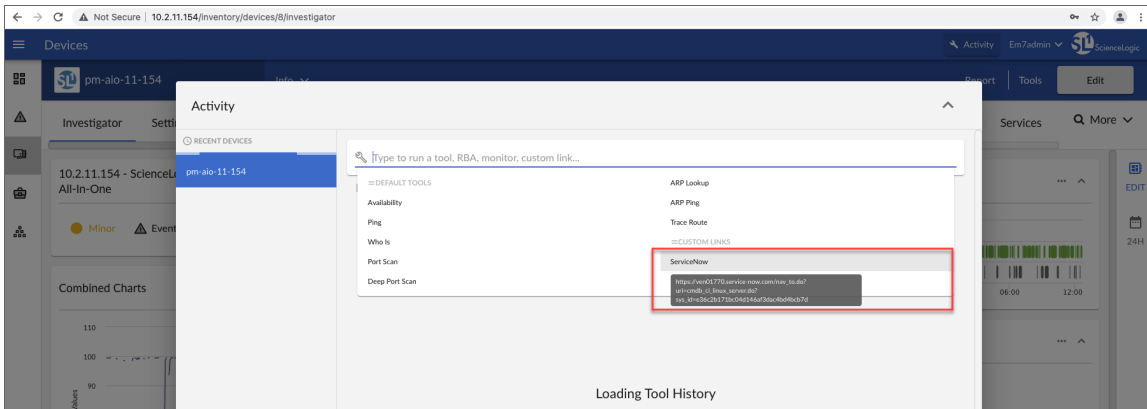 Not Secure | 10.2.11.154/inventory/devices/8/investigator
Devices
Activity
Em7admin
SL1 ScienceLogic
SL1
pm-aio-11-154
Info
Report
Tools
Edit
Activity
Investigator
Setti
Services
More
RECENT DEVICES
pm-aio-11-154
Type to run a tool, RBA, monitor, custom link...
DEFAULT TOOLS
Availability
Ping
Who Is
Port Scan
Deep Port Scan
ARP Lookup
ARP Ping
Trace Route
CUSTOM LINKS
ServiceNow
https://ven01770.service-now.com/nav_to.do?
uri=cmdb_ci_linux_server.do?
sys_id=e36c2b171bc04d146af3dac4bd4bcb7d
10.2.11.154 - ScienceLo
All-In-One
Minor
Event
Combined Charts
110
100
90
Values
Loading Tool History
06:00
12:00
EDIT
24H